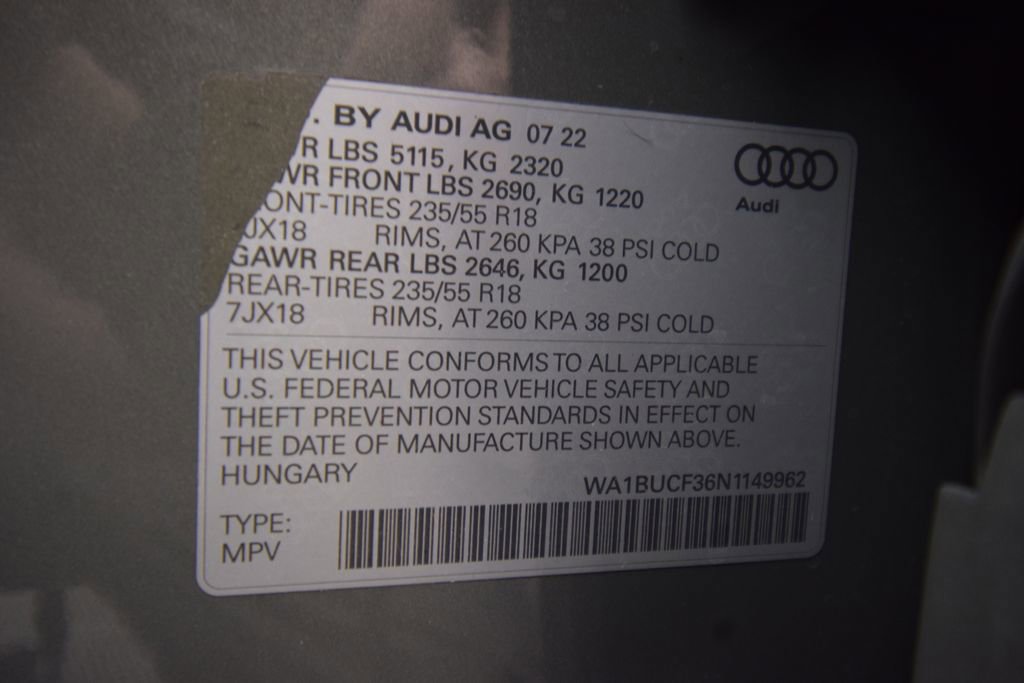 . BY AUDI AG 07 22
R LBS 5115, KG 2320
WR FRONT LBS 2690, KG 1220
ONT-TIRES 235/55 R18
JX18 RIMS, AT 260 KPA 38 PSI COLD
GAWR REAR LBS 2646, KG 1200
REAR-TIRES 235/55 R18
7JX18 RIMS, AT 260 KPA 38 PSI COLD
Audi
THIS VEHICLE CONFORMS TO ALL APPLICABLE
U.S. FEDERAL MOTOR VEHICLE SAFETY AND
THEFT PREVENTION STANDARDS IN EFFECT ON
THE DATE OF MANUFACTURE SHOWN ABOVE.
HUNGARY
WA1BUCF36N1149962
TYPE:
MPV